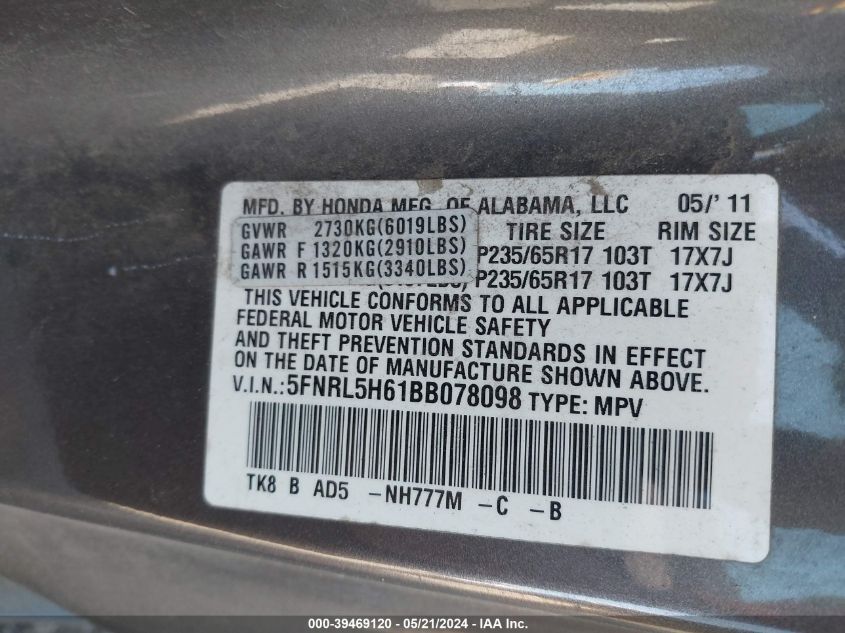 MFD. BY HONDA MFG. OF ALABAMA, LLC 05/' 11
GVWR 2730KG(6019LBS) TIRE SIZE RIM SIZE
GAWR F 1320KG(2910LBS) P235/65R17 103T 17X7J
GAWR R 1515KG(3340LBS) P235/65R17 103T 17X7J
THIS VEHICLE CONFORMS TO ALL APPLICABLE
FEDERAL MOTOR VEHICLE SAFETY
AND THEFT PREVENTION STANDARDS IN EFFECT
ON THE DATE OF MANUFACTURE SHOWN ABOVE.
V.I.N.:5FNRL5H61BB078098 TYPE: MPV
TK8 B AD5 -NH777M -C -B
000-39469120 - 05/21/2024 - IAA Inc.